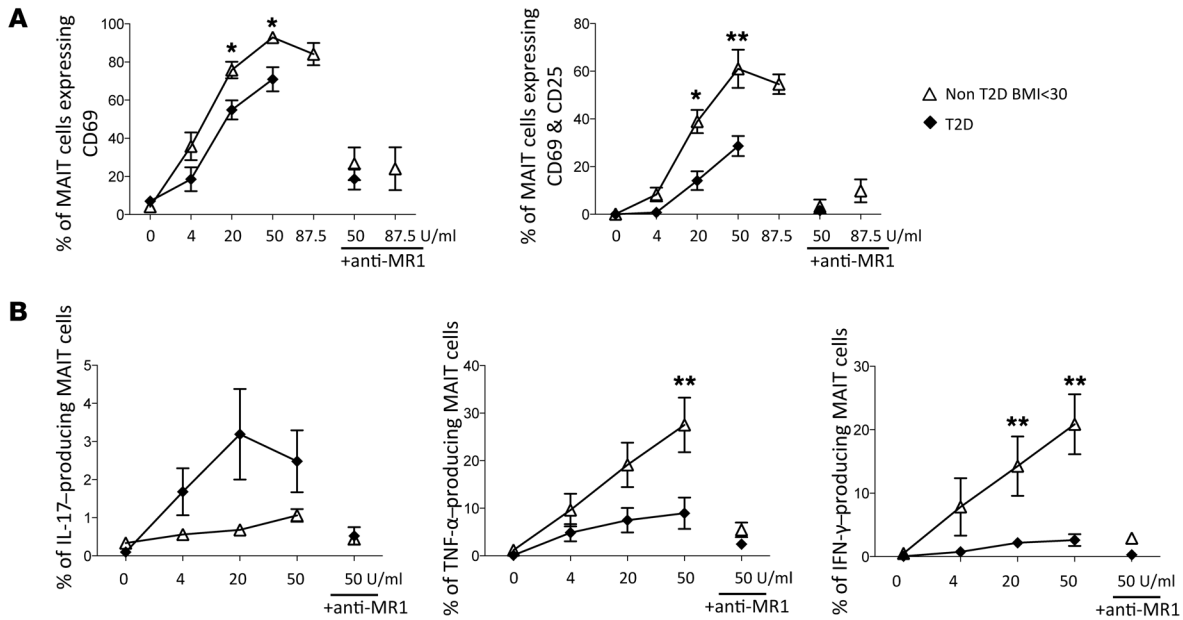 A
% of MAIT cells expressing
CD69
100
80
60
40
20
0
*
*
0 4 20 50 87.5 50 87.5 U/ml
+anti-MR1
% of MAIT cells expressing
CD69 & CD25
80
60
40
20
0
*
**
0 4 20 50 87.5 50 87.5 U/ml
+anti-MR1
Non T2D BMI<30
T2D
B
% of IL-17–producing MAIT cells
5
4
3
2
1
0
0 4 20 50 50 U/ml
+anti-MR1
% of TNF-α–producing MAIT cells
40
30
20
10
0
**
0 4 20 50 50 U/ml
+anti-MR1
% of IFN-γ–producing MAIT cells
30
20
10
0
**
**
0 4 20 50 50 U/ml
+anti-MR1